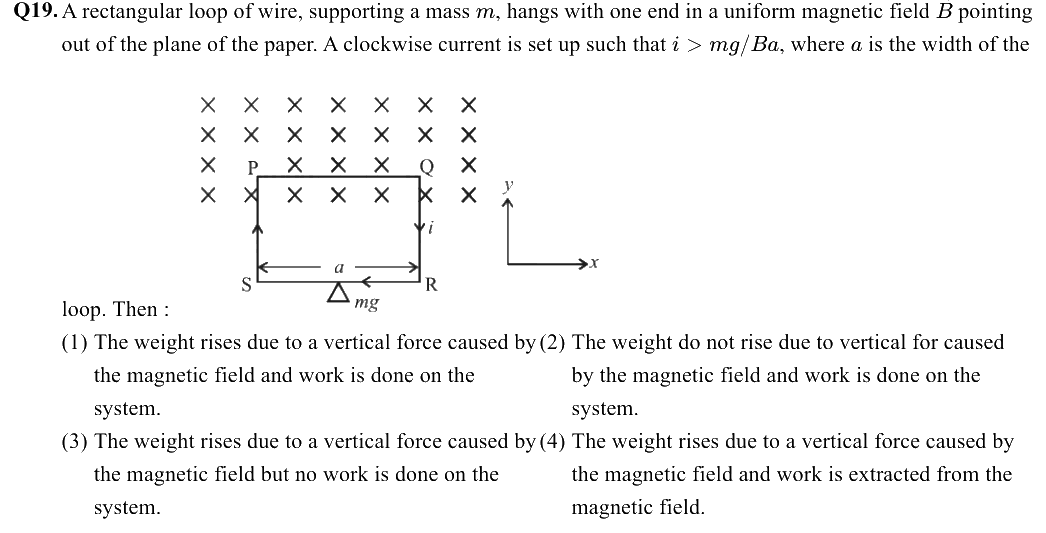 Q19. A rectangular loop of wire, supporting a mass m, hangs with one end in a uniform magnetic field B pointing
out of the plane of the paper. A clockwise current is set up such that i > mg/Ba, where a is the width of the
× × × × × × ×
× × × × × × ×
× P × × × Q ×
× × × × × × ×
y
i
x
a
S
R
mg
loop. Then :
(1) The weight rises due to a vertical force caused by
the magnetic field and work is done on the
system.
(2) The weight do not rise due to vertical for caused
by the magnetic field and work is done on the
system.
(3) The weight rises due to a vertical force caused by
the magnetic field but no work is done on the
system.
(4) The weight rises due to a vertical force caused by
the magnetic field and work is extracted from the
magnetic field.